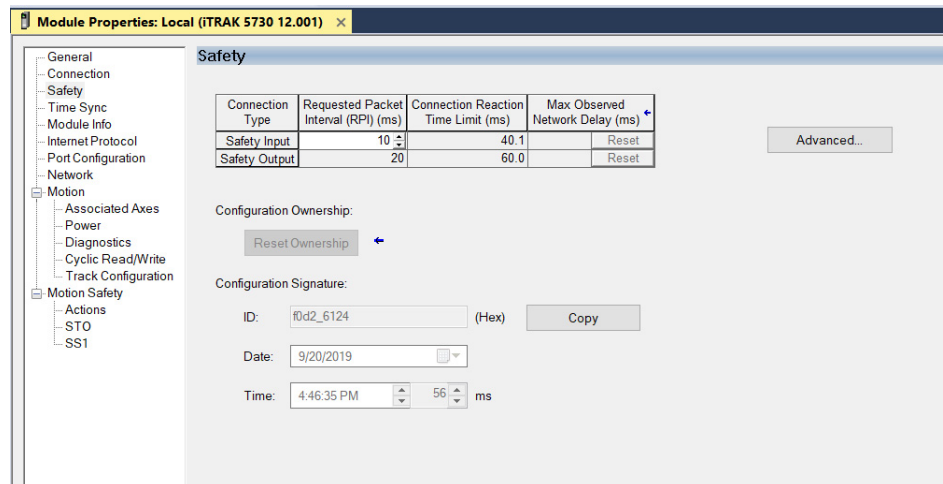 Module Properties: Local (iTRAK 5730 12.001) ×
General
Connection
Safety
Time Sync
Module Info
Internet Protocol
Port Configuration
Network
Motion
Associated Axes
Power
Diagnostics
Cyclic Read/Write
Track Configuration
Motion Safety
Actions
STO
SS1
Safety
Connection Type Requested Packet Interval (RPI) (ms) Connection Reaction Time Limit (ms) Max Observed Network Delay (ms)
Safety Input 10 40.1 Reset
Safety Output 20 60.0 Reset
Advanced...
Configuration Ownership:
Reset Ownership
Configuration Signature:
ID: f0d2_6124 (Hex) Copy
Date: 9/20/2019
Time: 4:46:35 PM 56 ms